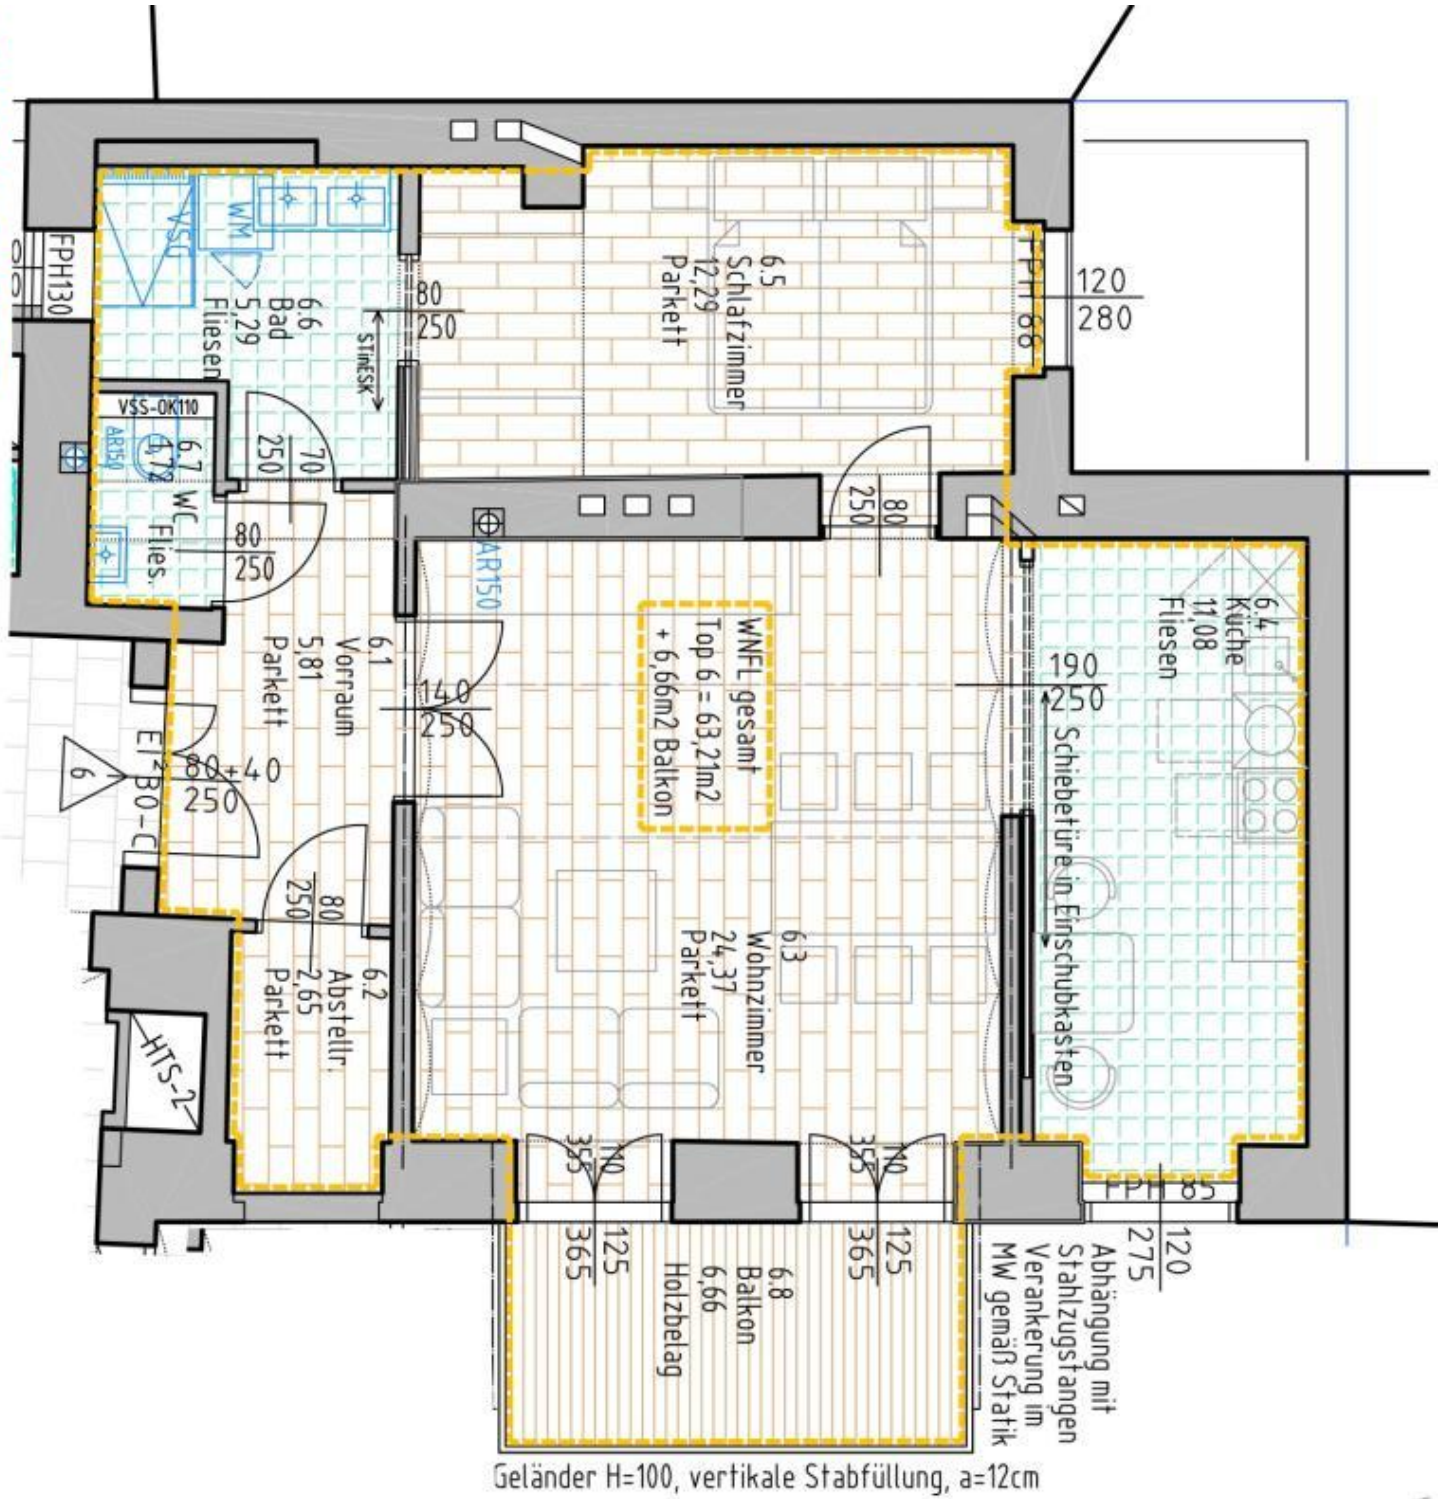 FPH130
VSG
WM
6.6
Bad
5,29
Fliesen
80
250
STinESK
6.5
Schlafzimmer
12,29
Parkett
FPH 88
120
280
VSS-OK110
AR150
6.7 WC
1,72 Flies.
70
250
80
250
AR150
80
250
6.4
Küche
11,08
Fliesen
6.1
Vorraum
5,81
Parkett
140
250
WNFL gesamt
Top 6 = 63,21m2
+ 6,66m2 Balkon
190
250
Schiebetüre in Einschubkasten
6
EI²30-C
80+40
250
80
250
6.2
Abstellr.
2,65
Parkett
6.3
Wohnzimmer
24,37
Parkett
HTS-2
110
355
110
355
FPH 85
125
365
125
365
120
275
6.8
Balkon
6,66
Holzbelag
Abhängung mit
Stahlzugstangen
Verankerung im
MW gemäß Statik
Geländer H=100, vertikale Stabfüllung, a=12cm